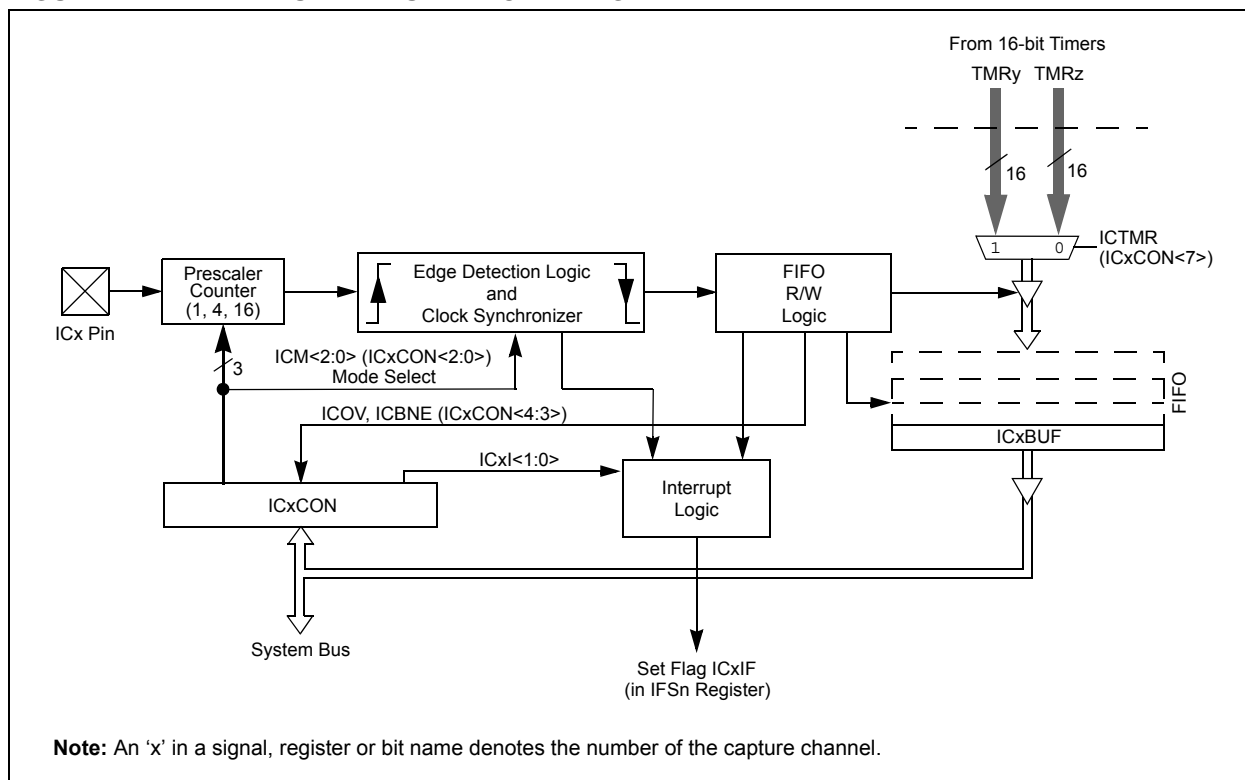 From 16-bit Timers
TMRy TMRz
16 16
1 0
ICTMR
(ICxCON<7>)
Prescaler
Counter
(1, 4, 16)
Edge Detection Logic
and
Clock Synchronizer
FIFO
R/W
Logic
ICx Pin
3
ICM<2:0> (ICxCON<2:0>)
Mode Select
FIFO
ICOV, ICBNE (ICxCON<4:3>)
ICxBUF
ICxI<1:0>
Interrupt
Logic
ICxCON
System Bus
Set Flag ICxIF
(in IFSn Register)
Note: An ‘x’ in a signal, register or bit name denotes the number of the capture channel.